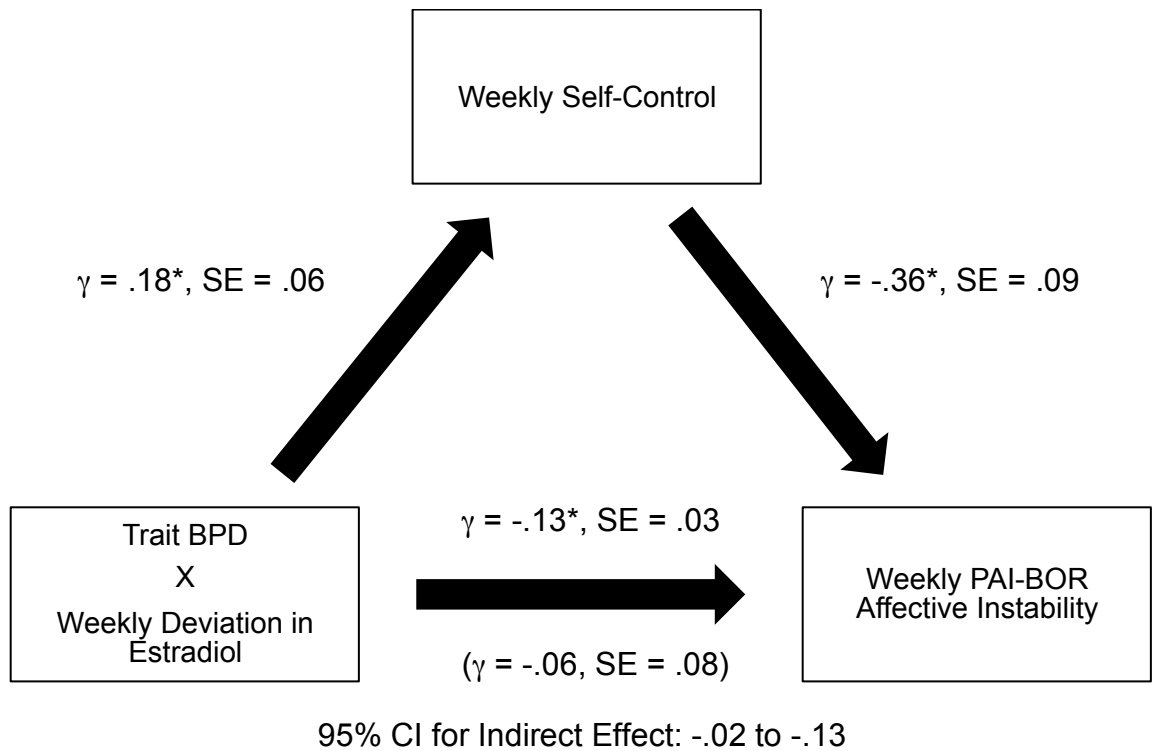 Weekly Self-Control
γ = .18*, SE = .06
γ = -.36*, SE = .09
Trait BPD
X
Weekly Deviation in
Estradiol
γ = -.13*, SE = .03
(γ = -.06, SE = .08)
Weekly PAI-BOR
Affective Instability
95% CI for Indirect Effect: -.02 to -.13